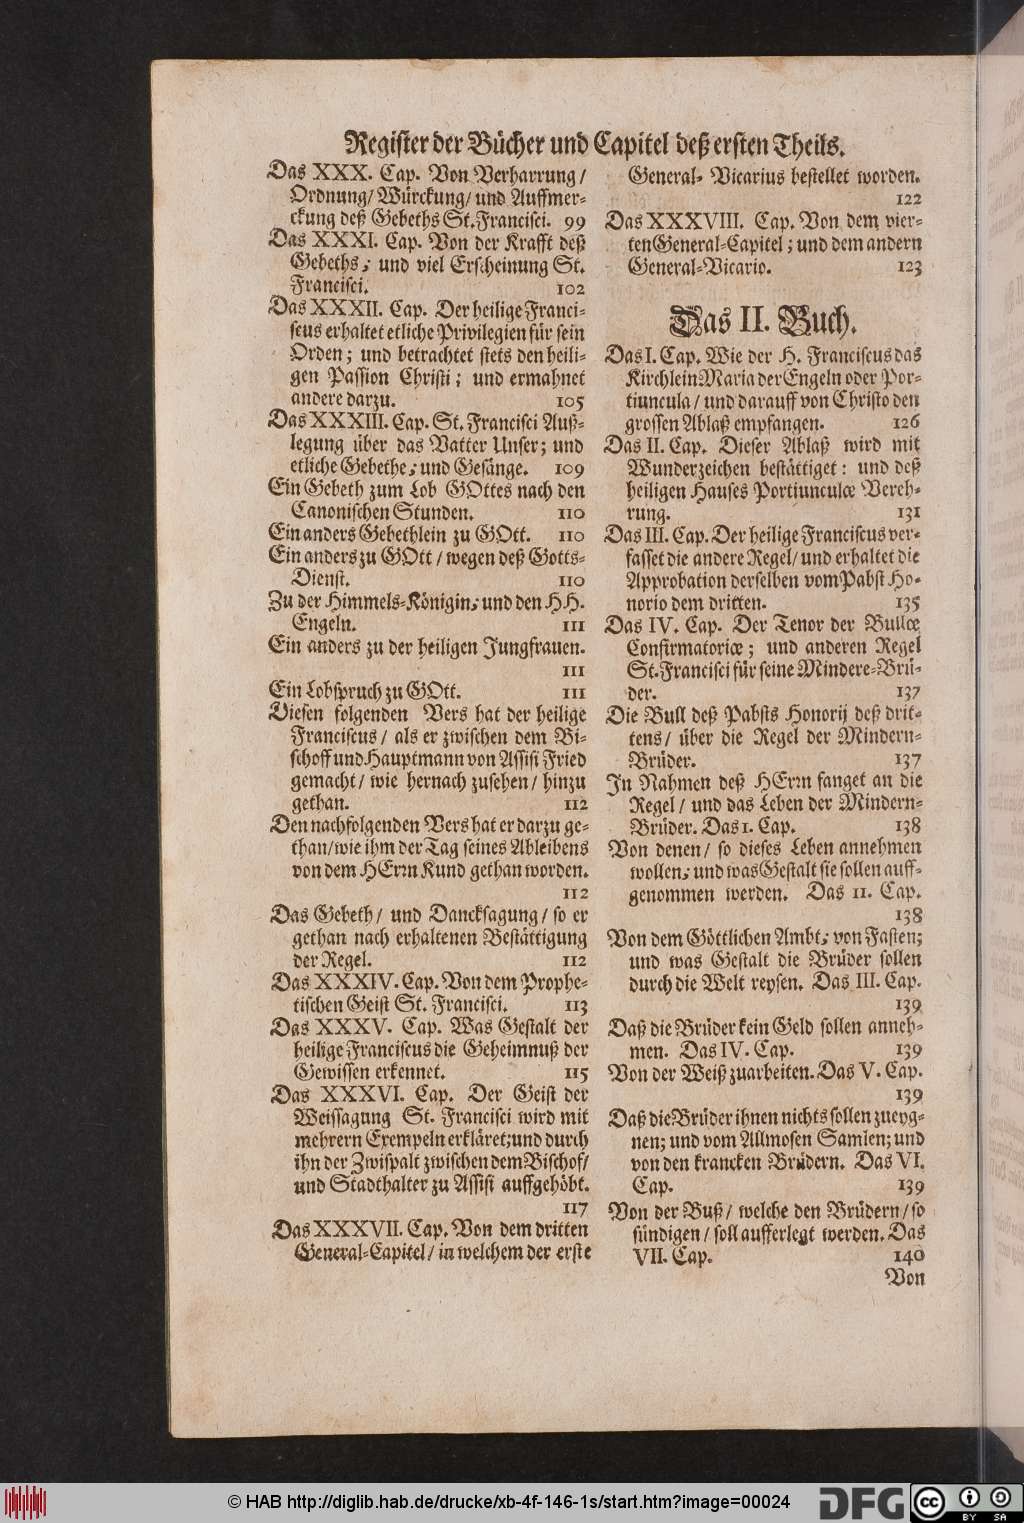 Register der Bücher und Capitel deß ersten Theils.
Das XXX. Cap. Von Verharrung /
Ordnung / Würckung / und Auffmer-
ckung deß Gebeths St. Francisci. 99
Das XXXI. Cap. Von der Krafft deß
Gebeths; und viel Erscheinung St.
Francisci. 102
Das XXXII. Cap. Der heilige Franci-
scus erhaltet etliche Privilegien für sein
Orden; und betrachtet stets den heili-
gen Passion Christi; und ermahnet
andere darzu. 105
Das XXXIII. Cap. St. Francisci Auß-
legung über das Vatter Unser; und
etliche Gebethe; und Gesänge. 109
Ein Gebeth zum Lob GOttes nach den
Canonischen Stunden. 110
Ein anders Gebethlein zu GOtt. 110
Ein anders zu GOtt / wegen deß Gotts-
Dienst. 110
Zu der Himmels-Königin; und den HH.
Engeln. 111
Ein anders zu der heiligen Jungfrauen.
111
Ein Lobspruch zu GOtt. 111
Diesen folgenden Vers hat der heilige
Franciscus / als er zwischen dem Bi-
schoff und Hauptmann von Assisi Fried
gemacht / wie hernach zusehen / hinzu
gethan. 112
Den nachfolgenden Vers hat er darzu ge-
than / wie ihm der Tag seines Ableibens
von dem HErrn Kund gethan worden.
112
Das Gebeth / und Dancksagung / so er
gethan nach erhaltenen Bestättigung
der Regel. 112
Das XXXIV. Cap. Von dem Prophe-
tischen Geist St. Francisci. 113
Das XXXV. Cap. Was Gestalt der
heilige Franciscus die Geheimnuß der
Gewissen erkennet. 115
Das XXXVI. Cap. Der Geist der
Weissagung St. Francisci wird mit
mehrern Exempeln erkläret; und durch
ihn der Zwispalt zwischen dem Bischof /
und Stadthalter zu Assisi auffgehöbt.
117
Das XXXVII. Cap. Von dem dritten
General-Capitel / in welchem der erste
General-Vicarius bestellet worden.
122
Das XXXVIII. Cap. Von dem vier-
ten General-Capitel; und dem andern
General-Vicario. 123
Das II. Buch.
Das I. Cap. Wie der H. Franciscus das
Kirchlein Maria der Engeln oder Por-
tiuncula / und darauff von Christo den
grossen Ablaß empfangen. 126
Das II. Cap. Dieser Ablaß wird mit
Wunderzeichen bestättiget: und deß
heiligen Hauses Portiunculæ Vereh-
rung. 131
Das III. Cap. Der heilige Franciscus ver-
fasset die andere Regel / und erhaltet die
Approbation derselben vom Pabst Ho-
norio dem dritten. 135
Das IV. Cap. Der Tenor der Bullæ
Confirmatoriæ; und anderen Regel
St. Francisci für seine Mindere-Brü-
der. 137
Die Bull deß Pabsts Honorij deß drit-
tens / über die Regel der Mindern-
Brüder. 137
In Nahmen deß HErrn fanget an die
Regel / und das Leben der Mindern-
Brüder. Das 1. Cap. 138
Von denen / so dieses Leben annehmen
wollen; und was Gestalt sie sollen auff-
genommen werden. Das 11. Cap.
138
Von dem Göttlichen Ambt; von Fasten;
und was Gestalt die Brüder sollen
durch die Welt reysen. Das III. Cap.
139
Daß die Brüder kein Geld sollen anneh-
men. Das IV. Cap. 139
Von der Weiß zuarbeiten. Das V. Cap.
139
Daß die Brüder ihnen nichts sollen zueyg-
nen; und vom Allmosen Samlen; und
von den krancken Brüdern. Das VI.
Cap. 139
Von der Buß / welche den Brüdern / so
sündigen / soll aufferlegt werden. Das
VII. Cap. 140
Von
© HAB http://diglib.hab.de/drucke/xb-4f-146-1s/start.htm?image=00024
DFG
cc BY SA